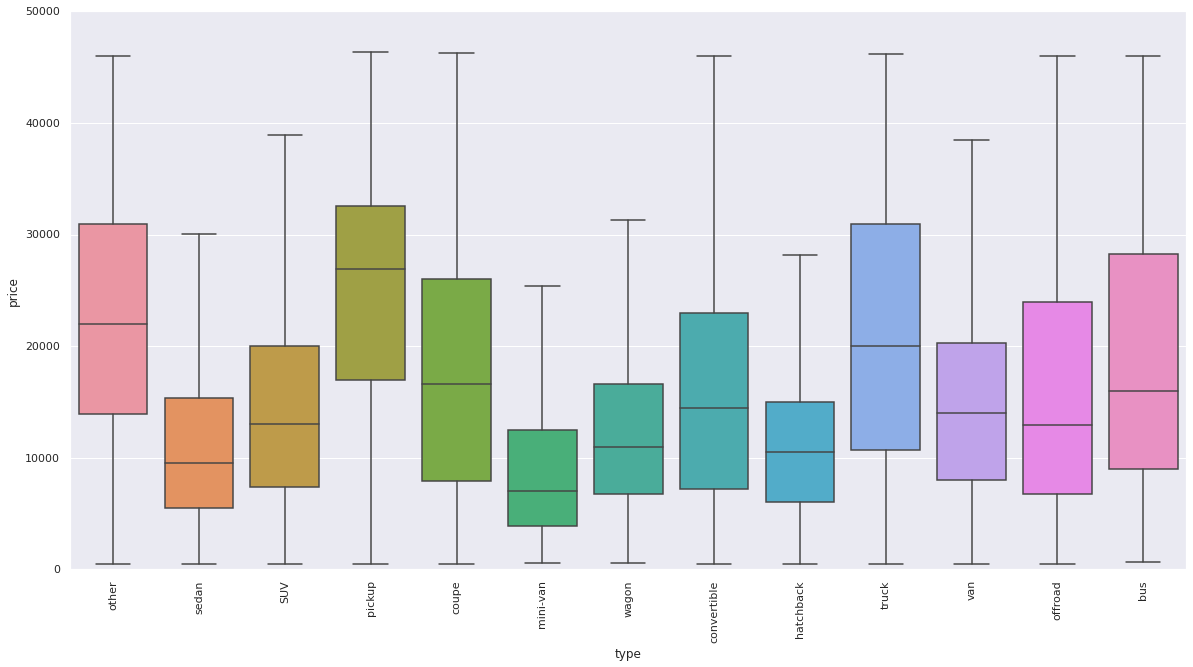 50000
40000
30000
20000
10000
0
price
other
sedan
SUV
pickup
coupe
mini-van
wagon
convertible
hatchback
truck
van
offroad
bus
type